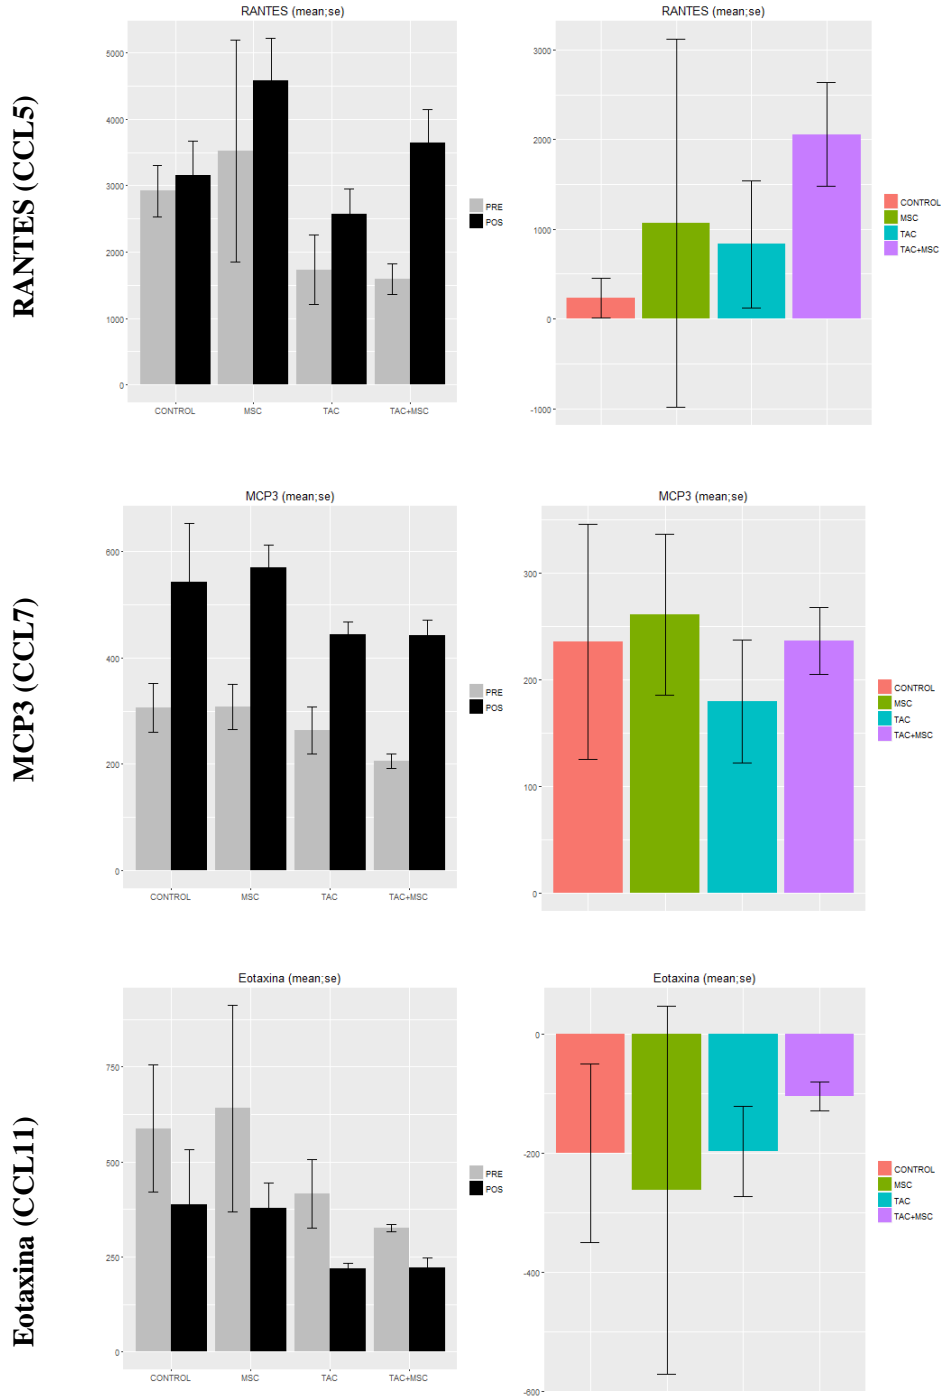 RANTES (CCL5)
RANTES (mean;se)
5000
4000
3000
2000
1000
0
CONTROL MSC TAC TAC+MSC
PRE
POS
RANTES (mean;se)
3000
2000
1000
0
-1000
CONTROL
MSC
TAC
TAC+MSC
MCP3 (CCL7)
MCP3 (mean;se)
600
400
200
0
CONTROL MSC TAC TAC+MSC
PRE
POS
MCP3 (mean;se)
300
200
100
0
CONTROL
MSC
TAC
TAC+MSC
Eotaxina (CCL11)
Eotaxina (mean;se)
750
500
250
0
CONTROL MSC TAC TAC+MSC
PRE
POS
Eotaxina (mean;se)
0
-200
-400
-600
CONTROL
MSC
TAC
TAC+MSC